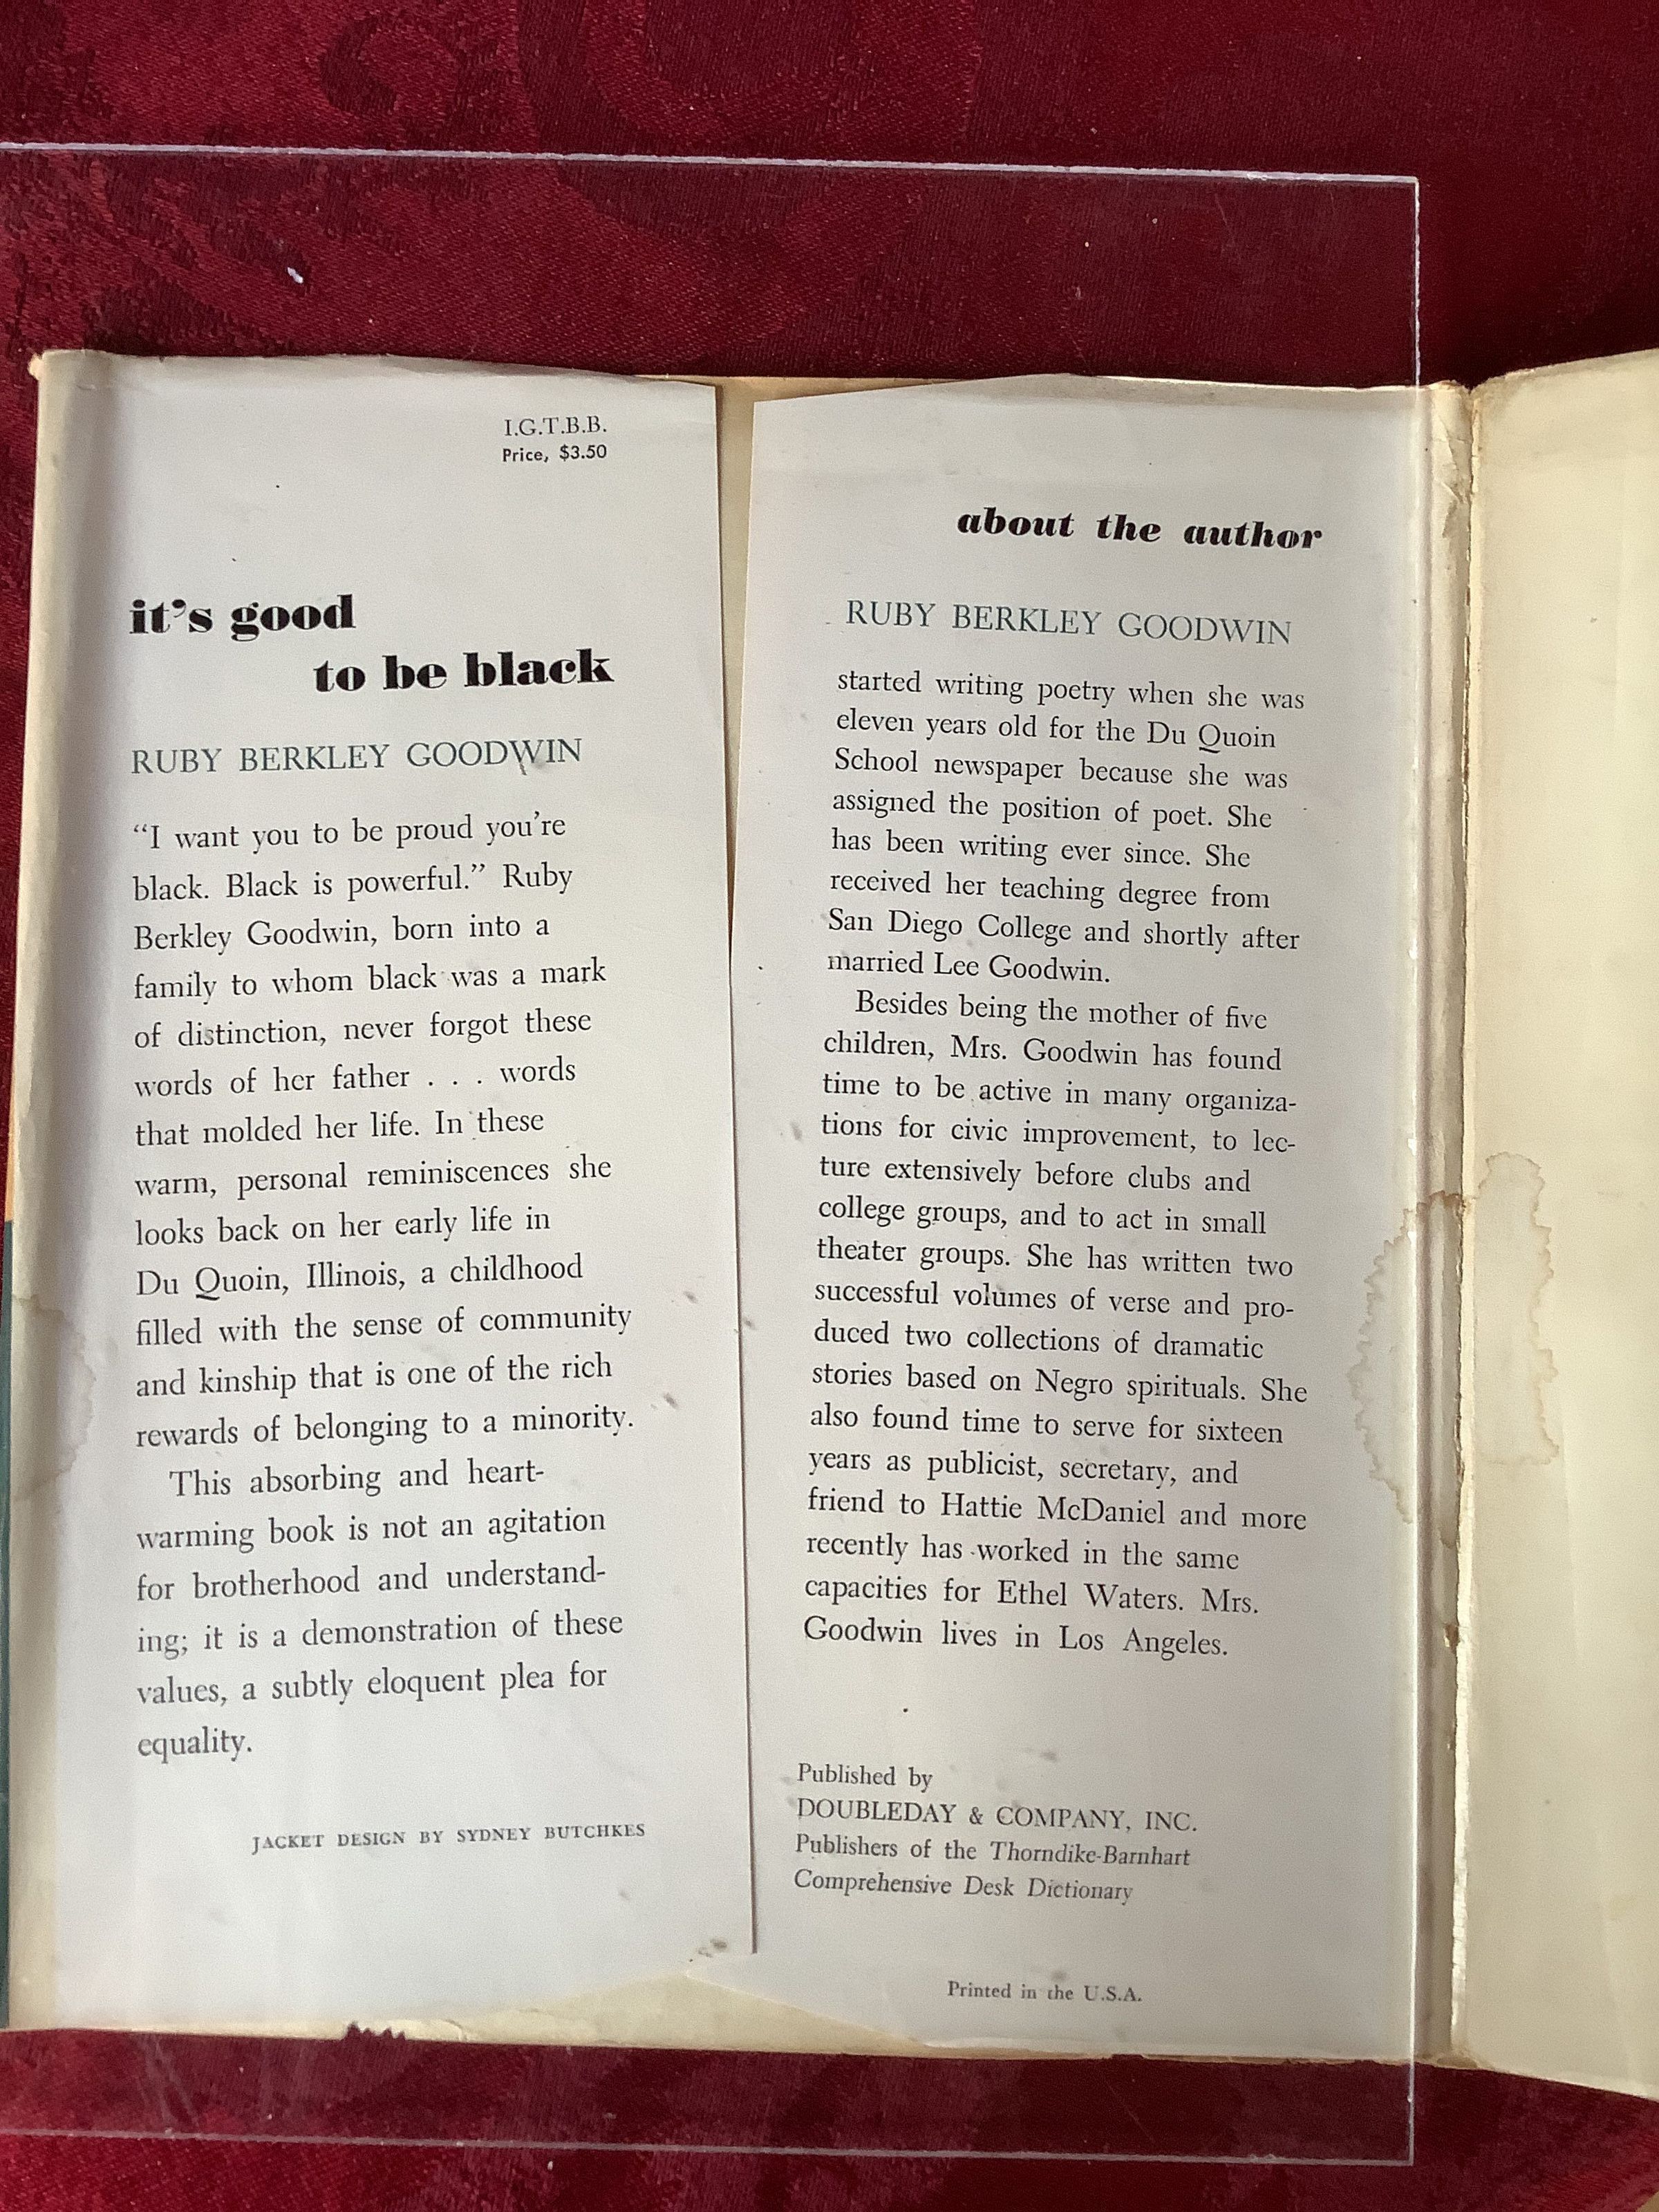 I.G.T.B.B.
Price, $3.50
it's good
to be black
RUBY BERKLEY GOODWIN
“I want you to be proud you're
black. Black is powerful.” Ruby
Berkley Goodwin, born into a
family to whom black was a mark
of distinction, never forgot these
words of her father . . . words
that molded her life. In these
warm, personal reminiscences she
looks back on her early life in
Du Quoin, Illinois, a childhood
filled with the sense of community
and kinship that is one of the rich
rewards of belonging to a minority.
This absorbing and heart-
warming book is not an agitation
for brotherhood and understand-
ing; it is a demonstration of these
values, a subtly eloquent plea for
equality.
JACKET DESIGN BY SYDNEY BUTCHKES
about the author
RUBY BERKLEY GOODWIN
started writing poetry when she was
eleven years old for the Du Quoin
School newspaper because she was
assigned the position of poet. She
has been writing ever since. She
received her teaching degree from
San Diego College and shortly after
married Lee Goodwin.
Besides being the mother of five
children, Mrs. Goodwin has found
time to be active in many organiza-
tions for civic improvement, to lec-
ture extensively before clubs and
college groups, and to act in small
theater groups. She has written two
successful volumes of verse and pro-
duced two collections of dramatic
stories based on Negro spirituals. She
also found time to serve for sixteen
years as publicist, secretary, and
friend to Hattie McDaniel and more
recently has worked in the same
capacities for Ethel Waters. Mrs.
Goodwin lives in Los Angeles.
Published by
DOUBLEDAY & COMPANY, INC.
Publishers of the Thorndike-Barnhart
Comprehensive Desk Dictionary
Printed in the U.S.A.